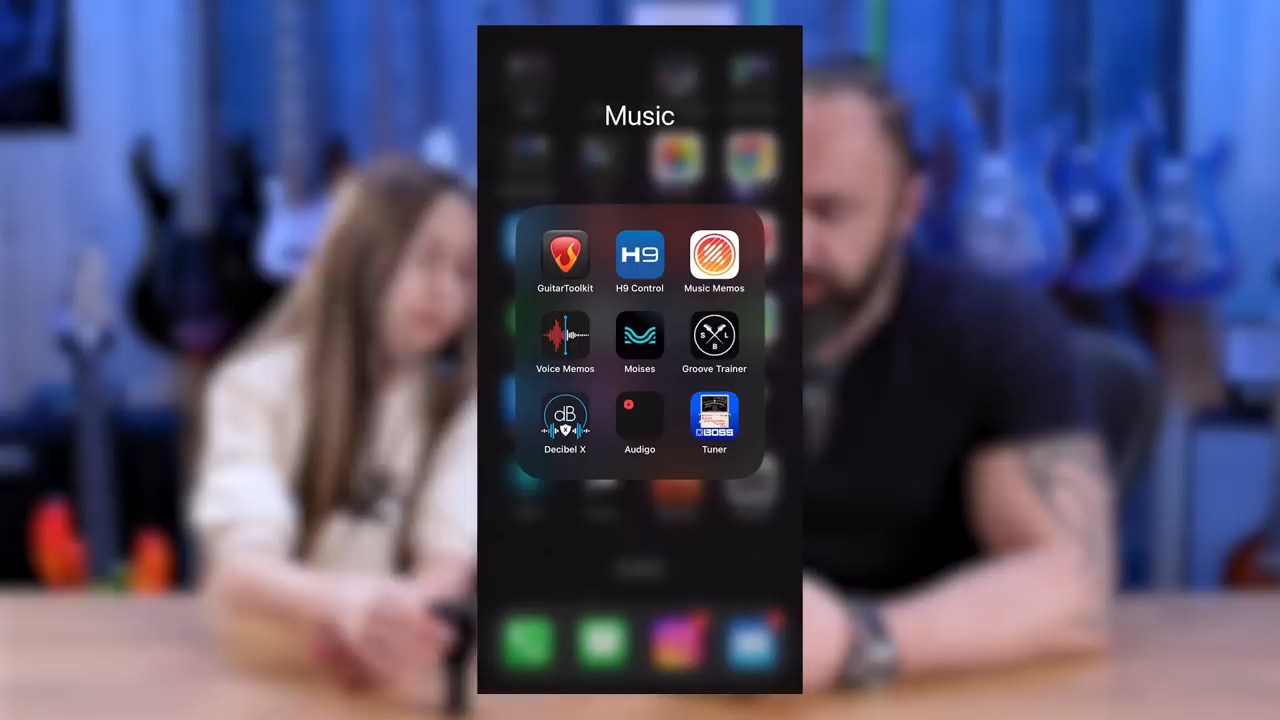 Music
H9
GuitarToolkit
H9 Control
Music Memos
S L
B
Voice Memos
Moises
Groove Trainer
dB
X
BOSS
Decibel X
Audigo
Tuner